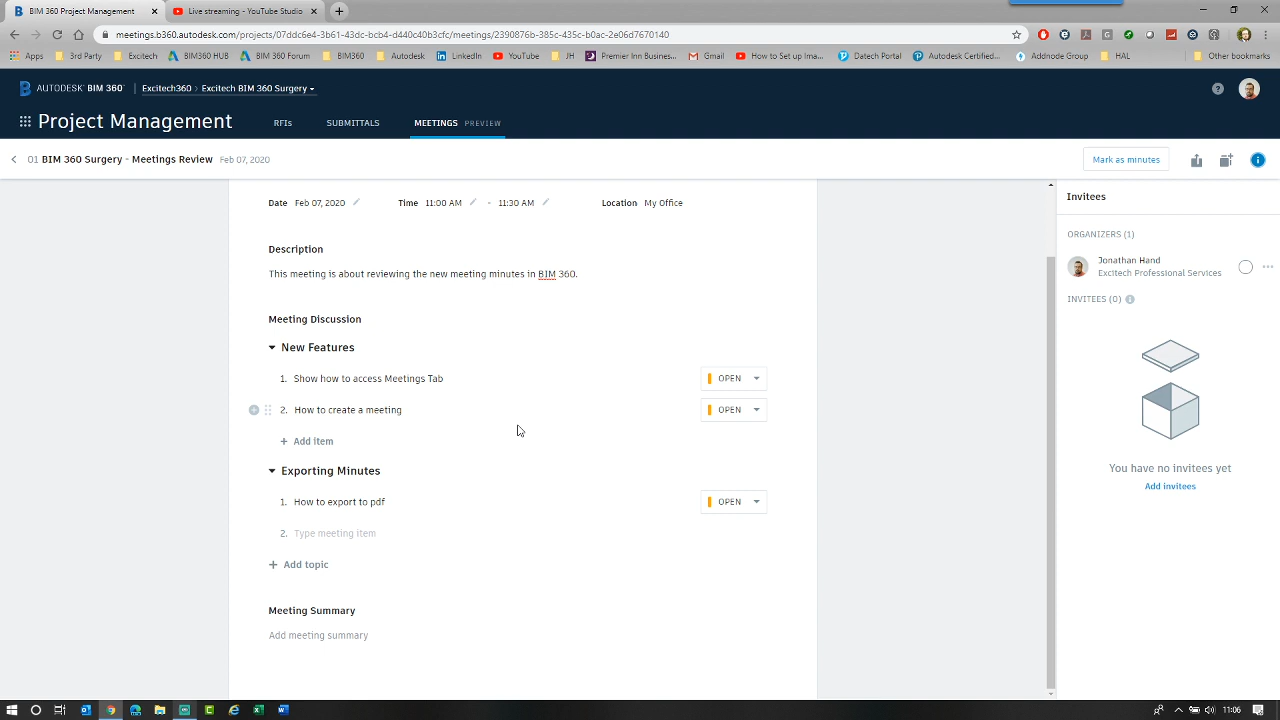 BIM 360 Project Management
Live streaming - YouTube Studio
meetings.b360.autodesk.com/projects/07ddc6e4-3b61-43dc-bcb4-d440c40b3cfc/meetings/2390876b-385c-435c-b0ac-2e06d7670140
Apps 3rd Party Excitech BIM360 HUB BIM 360 Forum BIM360 Autodesk LinkedIn YouTube JH Premier Inn Busines... Gmail How to Set up Ima... Datech Portal Autodesk Certified... Addnode Group HAL Other bookmarks
AUTODESK® BIM 360® Excitech360 > Excitech BIM 360 Surgery
Project Management RFIs SUBMITTALS MEETINGS PREVIEW
01 BIM 360 Surgery - Meetings Review Feb 07, 2020 Mark as minutes
Date Feb 07, 2020 Time 11:00 AM - 11:30 AM Location My Office
Description
This meeting is about reviewing the new meeting minutes in BIM 360.
Meeting Discussion
New Features
1. Show how to access Meetings Tab OPEN
2. How to create a meeting OPEN
+ Add item
Exporting Minutes
1. How to export to pdf OPEN
2. Type meeting item
+ Add topic
Meeting Summary
Add meeting summary
Invitees
ORGANIZERS (1)
Jonathan Hand
Excitech Professional Services
INVITEES (0)
You have no invitees yet
Add invitees
11:06